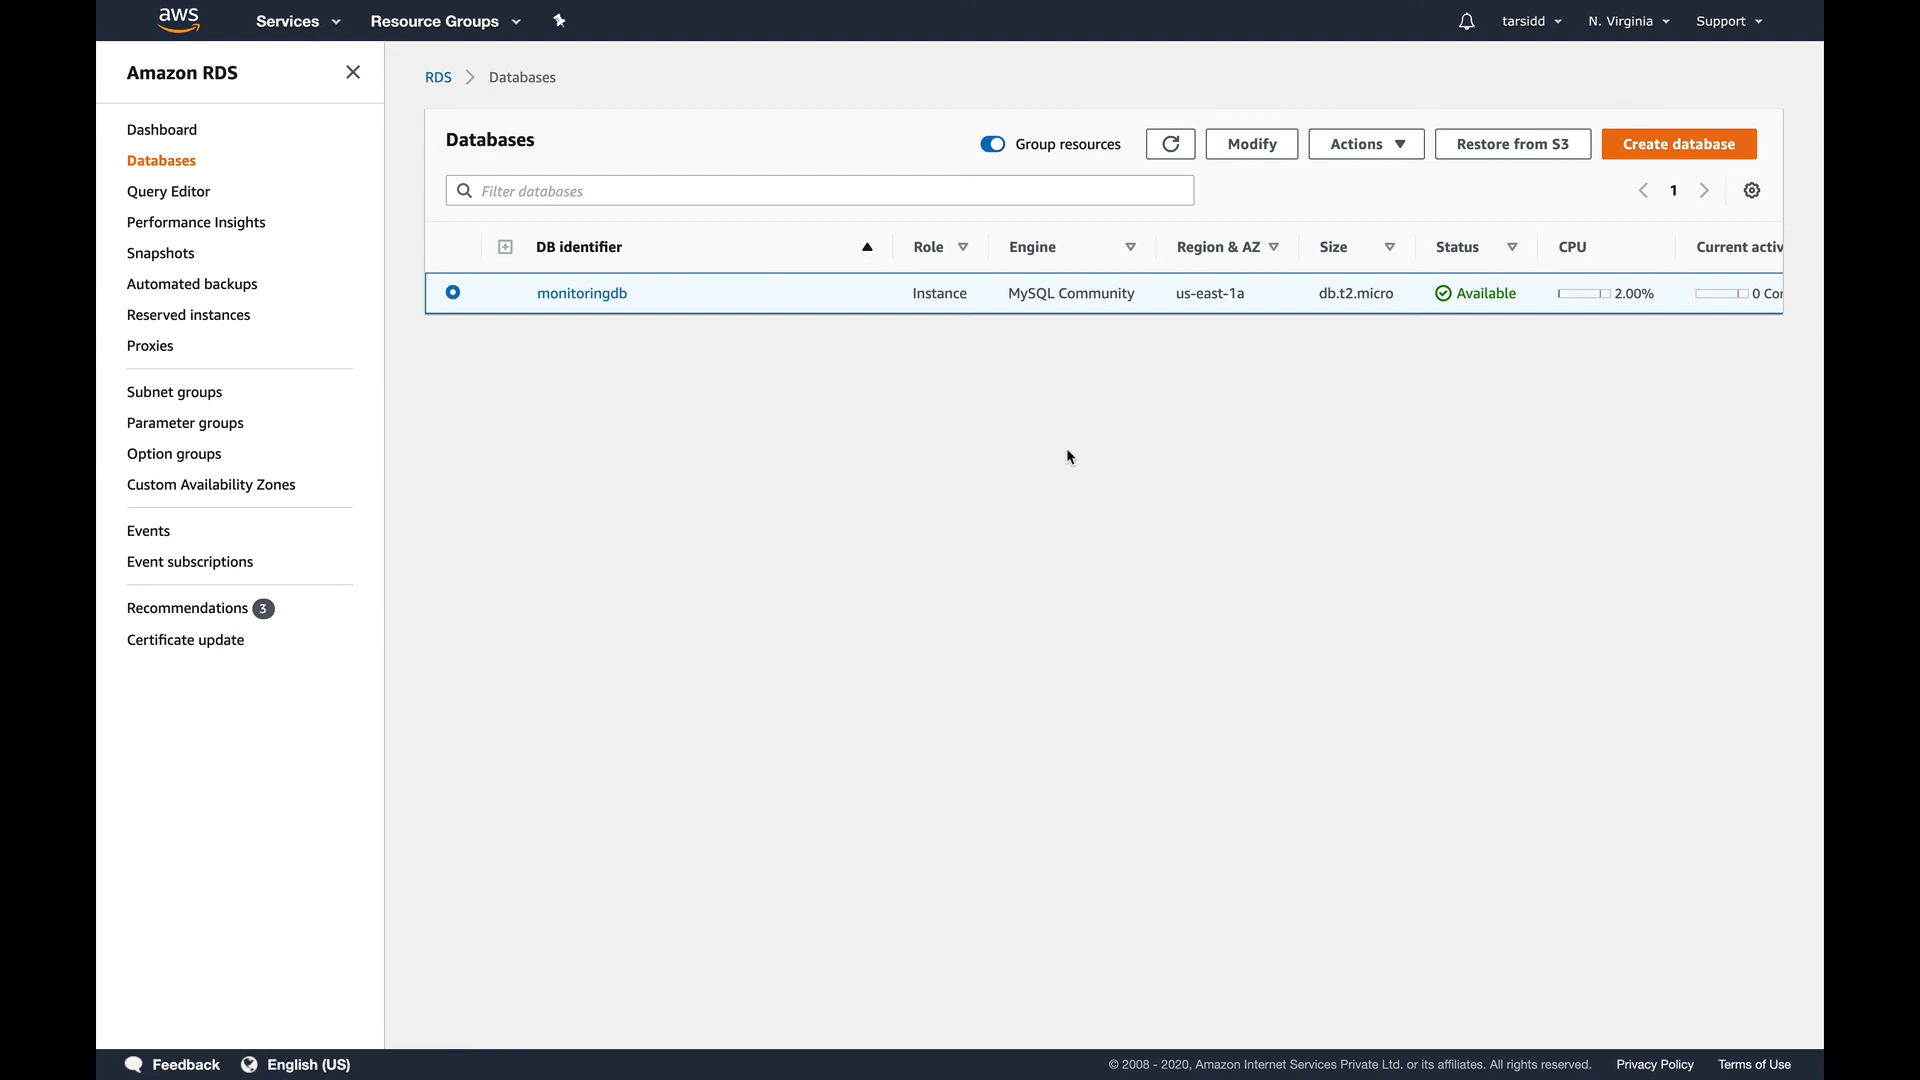 aws Services Resource Groups tarsidd N. Virginia Support
Amazon RDS
Dashboard
Databases
Query Editor
Performance Insights
Snapshots
Automated backups
Reserved instances
Proxies
Subnet groups
Parameter groups
Option groups
Custom Availability Zones
Events
Event subscriptions
Recommendations 3
Certificate update
RDS Databases
Databases Group resources Modify Actions Restore from S3 Create database
Filter databases 1
DB identifier Role Engine Region & AZ Size Status CPU Current activ
monitoringdb Instance MySQL Community us-east-1a db.t2.micro Available 2.00% 0 Con
Feedback English (US) © 2008 - 2020, Amazon Internet Services Private Ltd. or its affiliates. All rights reserved. Privacy Policy Terms of Use